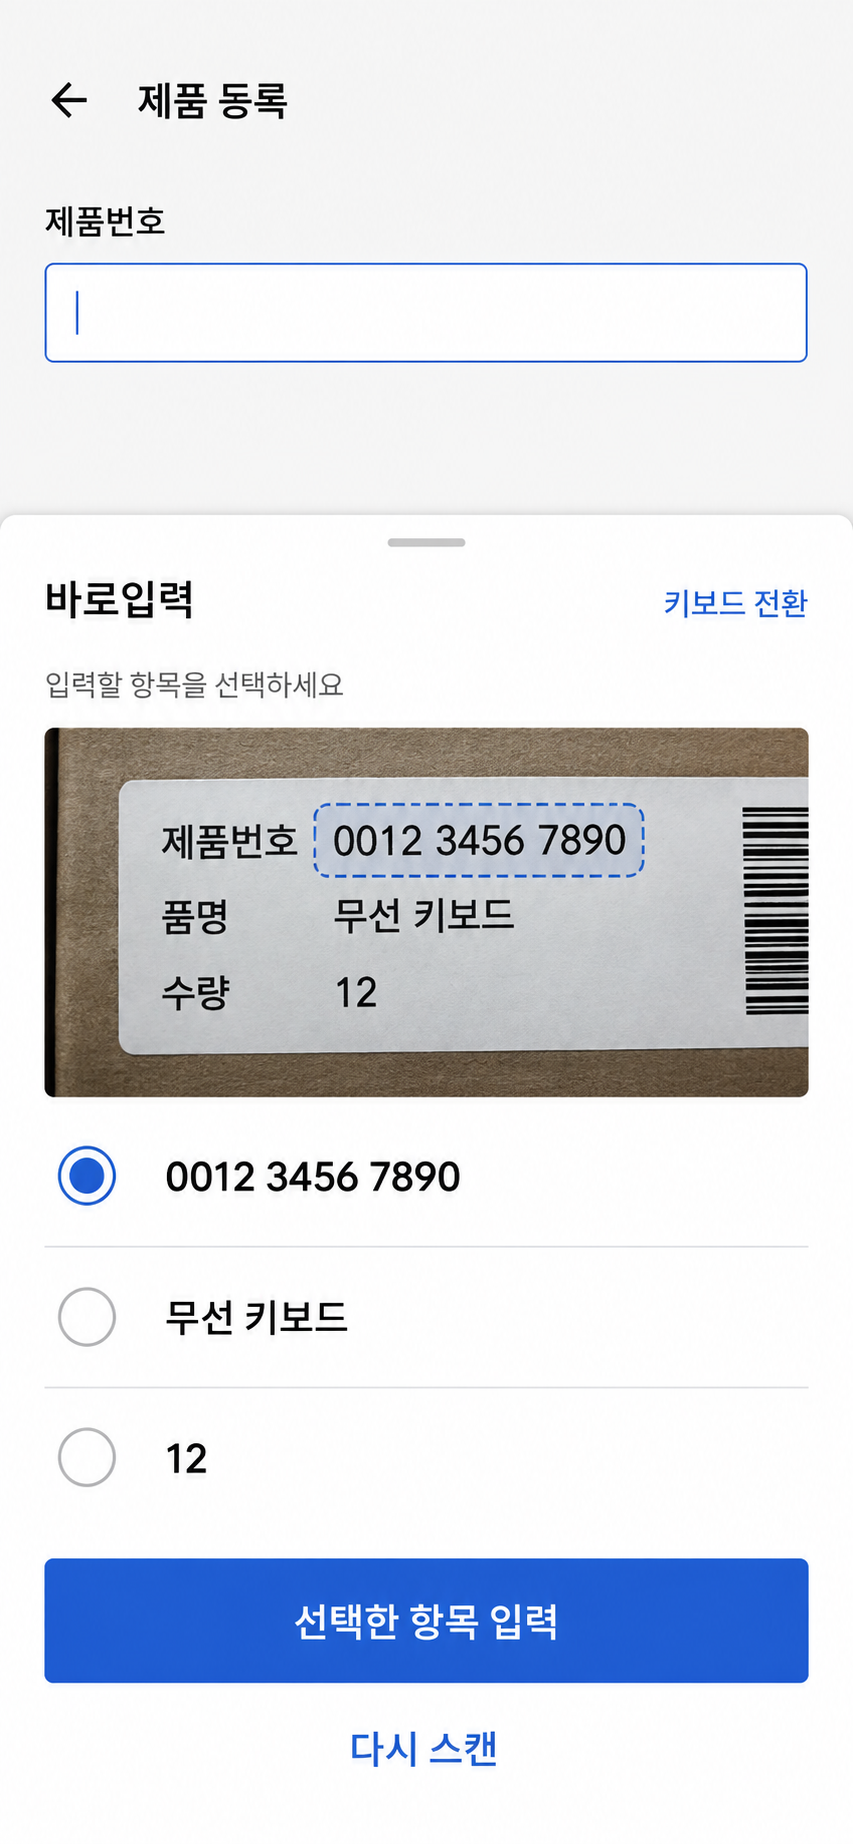 제품 등록
제품번호
바로입력
키보드 전환
입력할 항목을 선택하세요
제품번호 0012 3456 7890
품명 무선 키보드
수량 12
0012 3456 7890
무선 키보드
12
선택한 항목 입력
다시 스캔